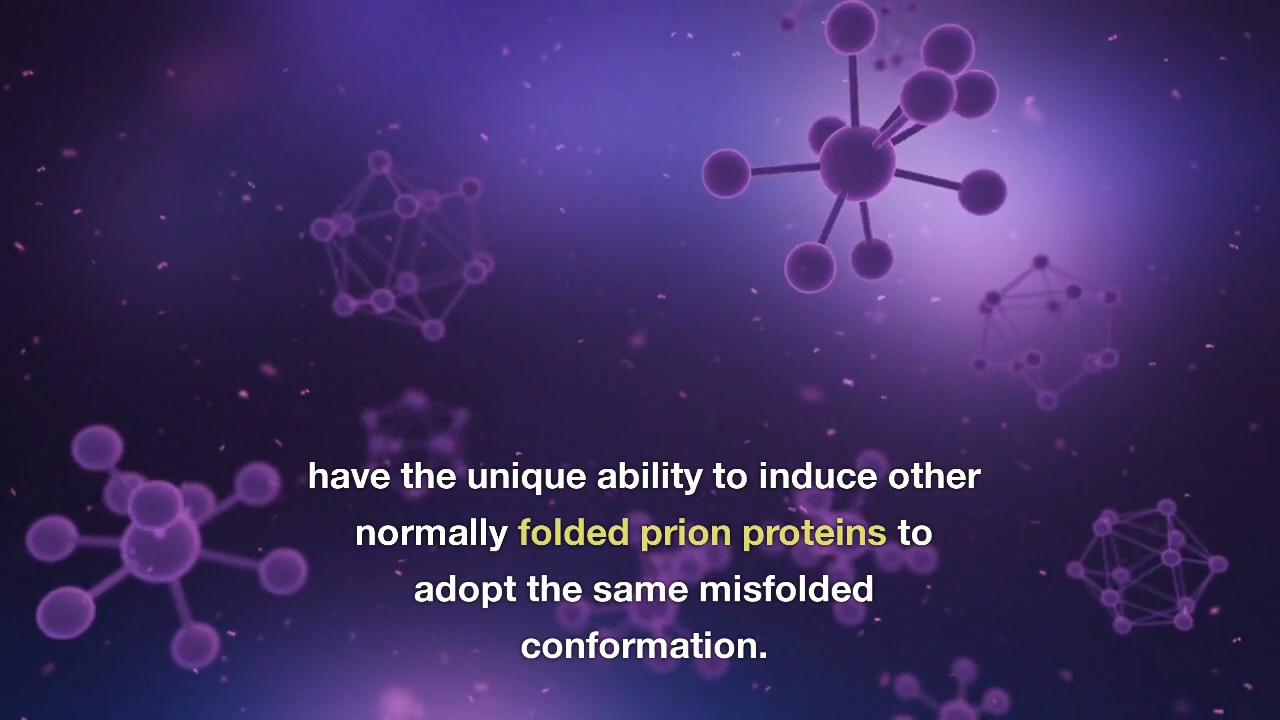 have the unique ability to induce other
normally folded prion proteins to
adopt the same misfolded
conformation.